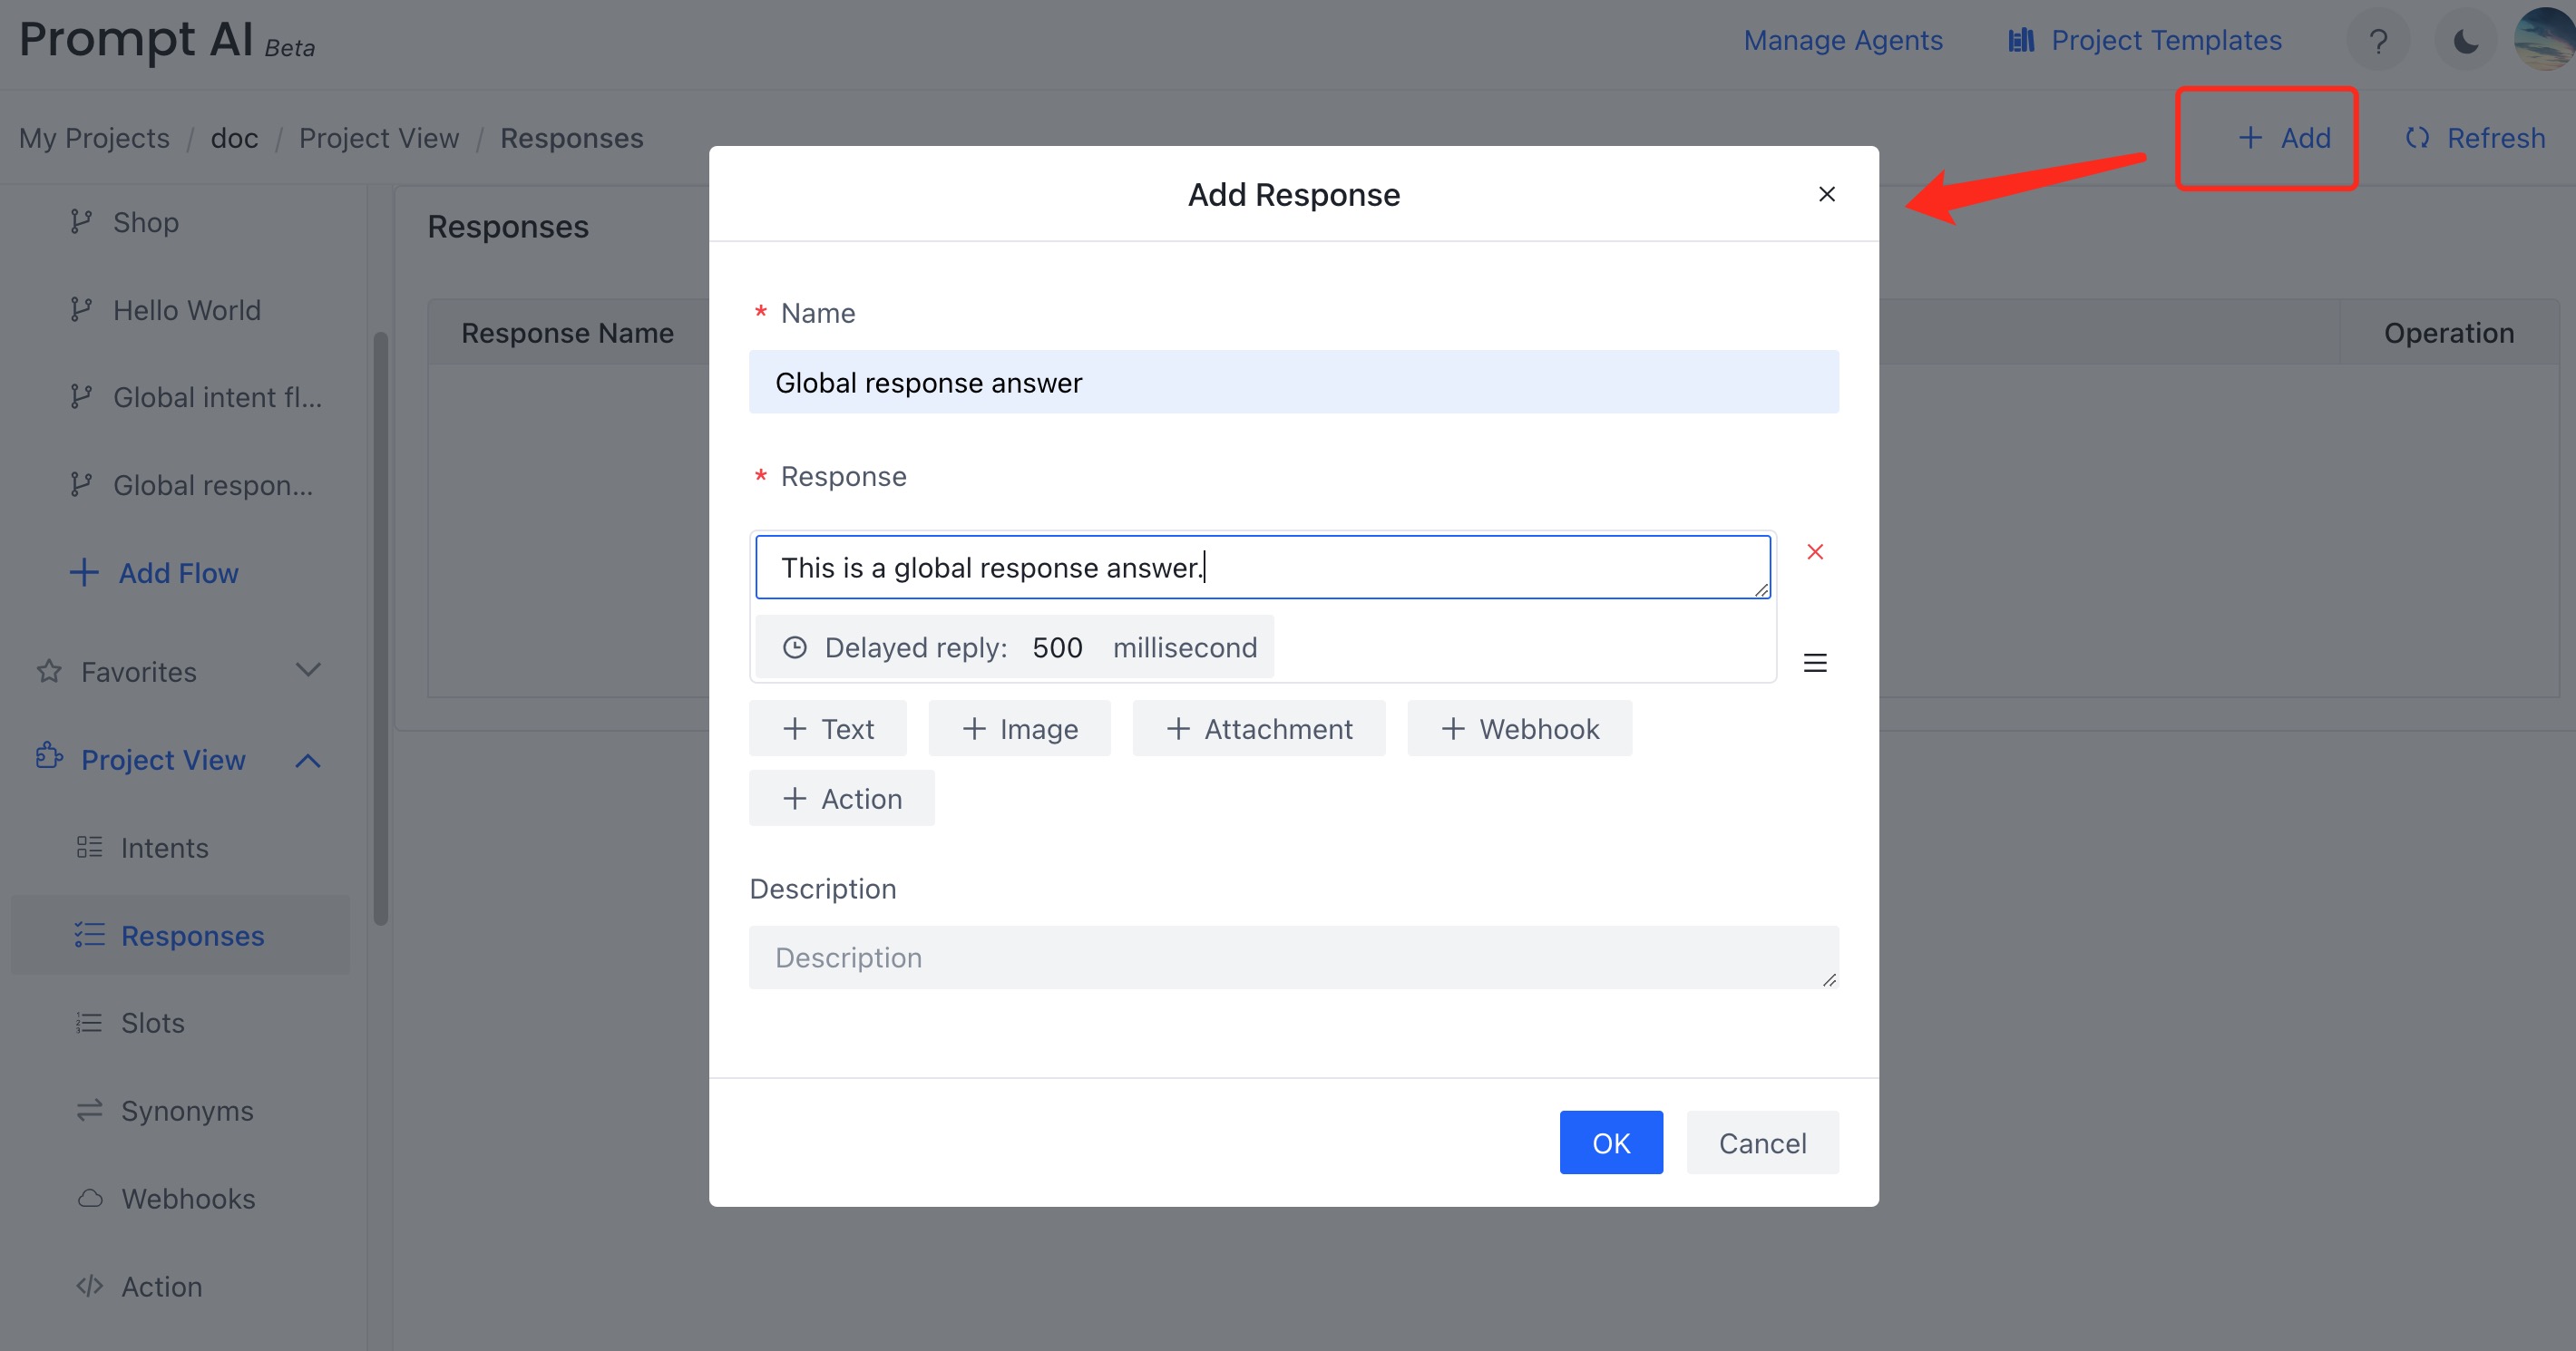 Prompt AI Beta
Manage Agents
Project Templates
?
My Projects / doc / Project View / Responses
+ Add
Refresh
Shop
Hello World
Global intent fl...
Global respon...
+ Add Flow
Favorites
Project View
Intents
Responses
Slots
Synonyms
Webhooks
Action
Responses
Response Name
Operation
Add Response
* Name
Global response answer
* Response
This is a global response answer.
Delayed reply: 500 millisecond
+ Text
+ Image
+ Attachment
+ Webhook
+ Action
Description
Description
OK
Cancel